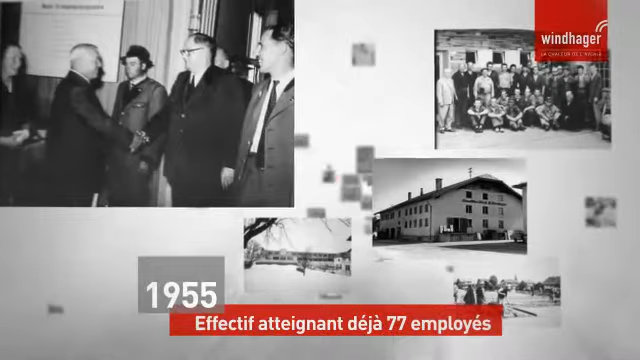 windhager
LA CHALEUR DE L'AVENIR
1955
Effectif atteignant déjà 77 employés